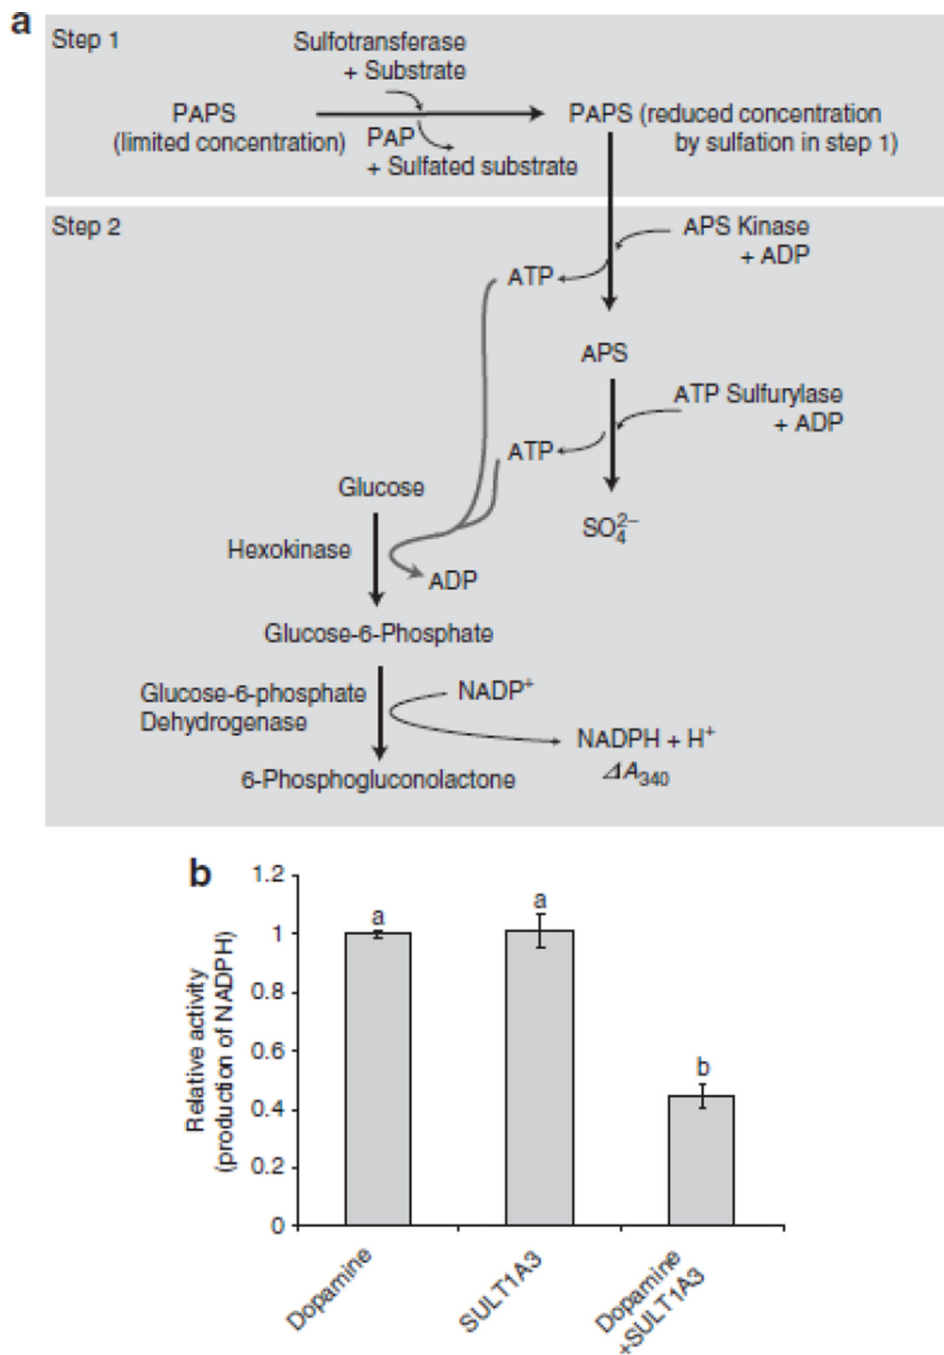 a
Step 1
Sulfotransferase
+ Substrate
PAPS
(limited concentration)
PAP
+ Sulfated substrate
PAPS (reduced concentration
by sulfation in step 1)
Step 2
APS Kinase
+ ADP
ATP
APS
ATP Sulfurylase
+ ADP
ATP
SO₄²⁻
Glucose
Hexokinase
ADP
Glucose-6-Phosphate
Glucose-6-phosphate
Dehydrogenase
NADP⁺
NADPH + H⁺
ΔA₃₄₀
6-Phosphogluconolactone
b
Relative activity
(production of NADPH)
1.2
1
0.8
0.6
0.4
0.2
0
a
a
b
Dopamine
SULT1A3
Dopamine
+SULT1A3